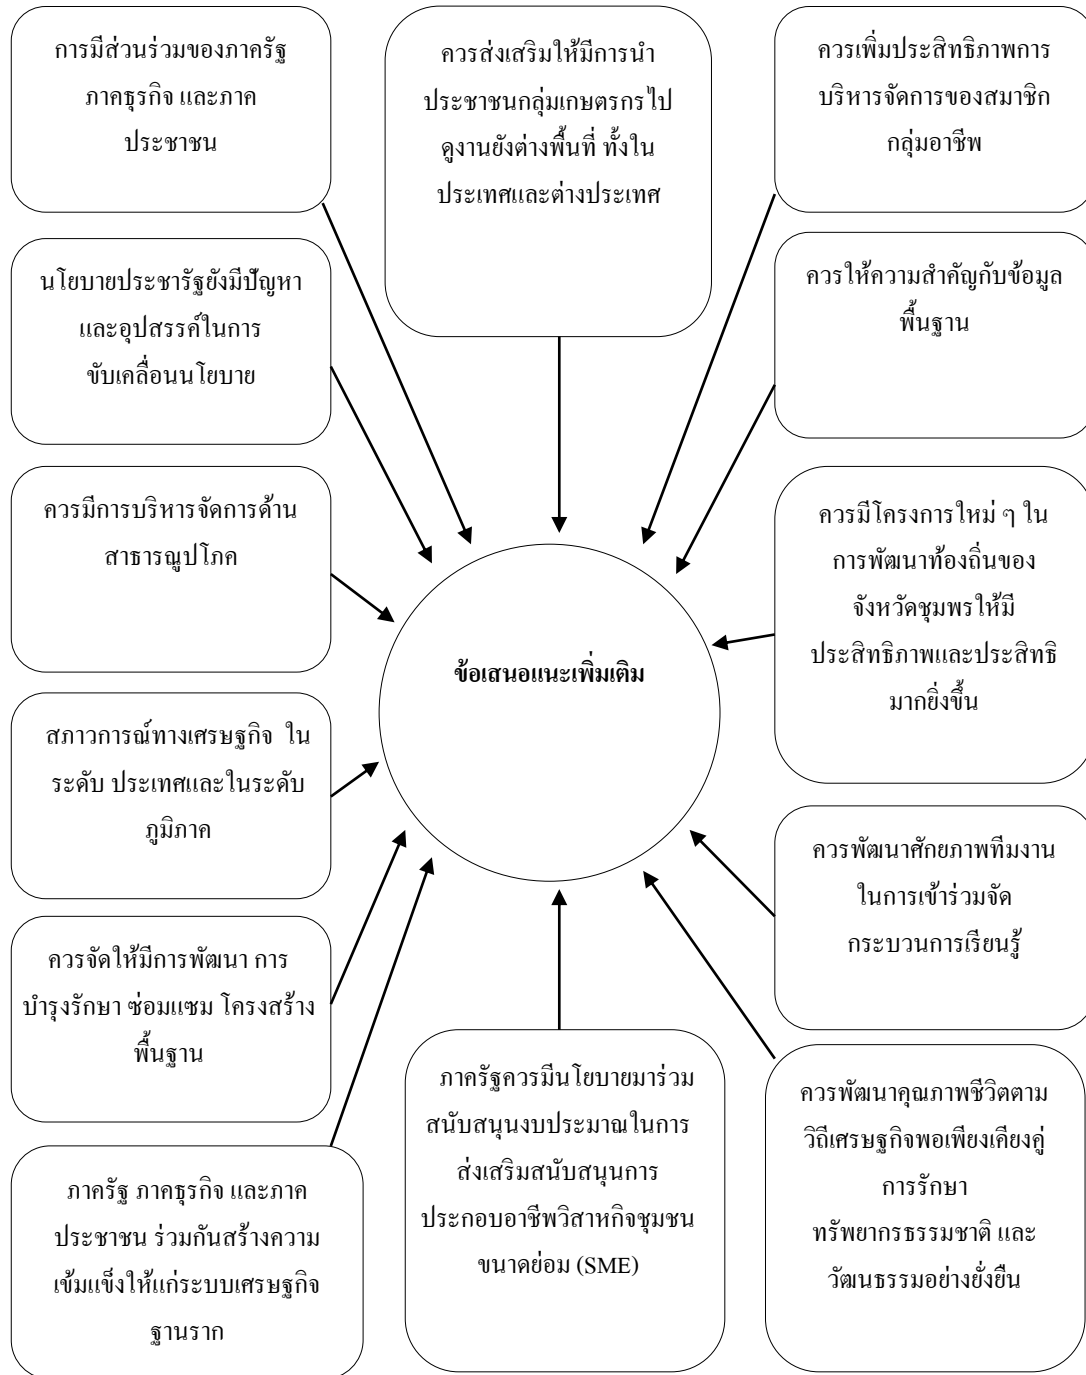 การมีส่วนร่วมของภาครัฐ
ภาคธุรกิจ และภาค
ประชาชน
ควรส่งเสริมให้มีการนำ
ประชาชนกลุ่มเกษตรกรไป
ดูงานยังต่างพื้นที่ ทั้งใน
ประเทศและต่างประเทศ
ควรเพิ่มประสิทธิภาพการ
บริหารจัดการของสมาชิก
กลุ่มอาชีพ
นโยบายประชารัฐยังมีปัญหา
และอุปสรรค์ในการ
ขับเคลื่อนนโยบาย
ควรให้ความสำคัญกับข้อมูล
พื้นฐาน
ควรมีการบริหารจัดการด้าน
สาธารณูปโภค
ควรมีโครงการใหม่ ๆ ใน
การพัฒนาท้องถิ่นของ
จังหวัดชุมพรให้มี
ประสิทธิภาพและประสิทธิ
มากยิ่งขึ้น
ข้อเสนอแนะเพิ่มเติม
สภาวการณ์ทางเศรษฐกิจ ใน
ระดับ ประเทศและในระดับ
ภูมิภาค
ควรพัฒนาศักยภาพทีมงาน
ในการเข้าร่วมจัด
กระบวนการเรียนรู้
ควรจัดให้มีการพัฒนา การ
บำรุงรักษา ซ่อมแซม โครงสร้าง
พื้นฐาน
ภาครัฐ ภาคธุรกิจ และภาค
ประชาชน ร่วมกันสร้างความ
เข้มแข็งให้แก่ระบบเศรษฐกิจ
ฐานราก
ภาครัฐควรมีนโยบายมาร่วม
สนับสนุนงบประมาณในการ
ส่งเสริมสนับสนุนการ
ประกอบอาชีพวิสาหกิจชุมชน
ขนาดย่อม (SME)
ควรพัฒนาคุณภาพชีวิตตาม
วิถีเศรษฐกิจพอเพียงเคียงคู่
การรักษา
ทรัพยากรธรรมชาติ และ
วัฒนธรรมอย่างยั่งยืน